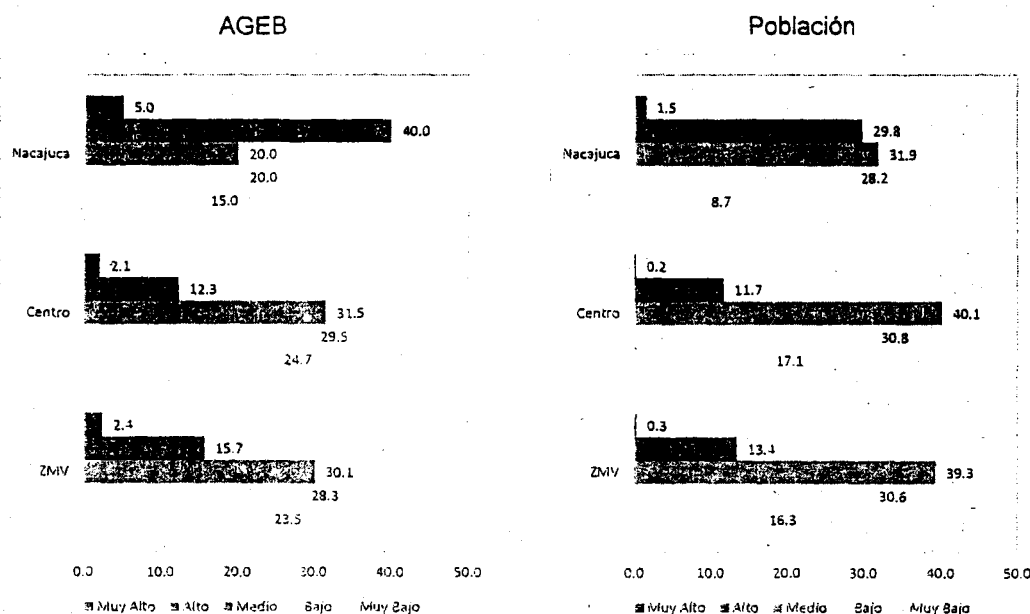 AGEB
5.0
40.0
Nacajuca
20.0
20.0
15.0
2.1
12.3
Centro
31.5
29.5
24.7
2.4
15.7
ZMV
30.1
28.3
23.5
0.0 10.0 20.0 30.0 40.0 50.0
Muy Alto Alto Medio Bajo Muy Bajo
Población
1.5
29.8
Nacajuca
31.9
28.2
8.7
0.2
11.7
Centro
40.1
30.8
17.1
0.3
13.4
ZMV
39.3
30.6
16.3
0.0 10.0 20.0 30.0 40.0 50.0
Muy Alto Alto Medio Bajo Muy Bajo